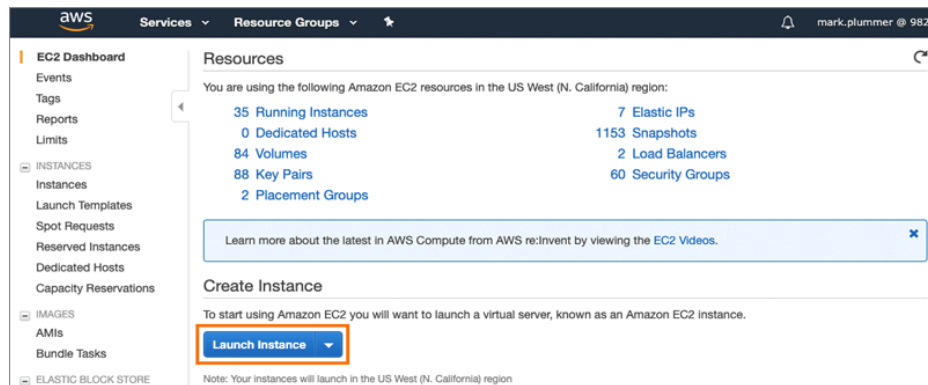 aws
Services
Resource Groups
mark.plummer @ 982
EC2 Dashboard
Events
Tags
Reports
Limits
INSTANCES
Instances
Launch Templates
Spot Requests
Reserved Instances
Dedicated Hosts
Capacity Reservations
IMAGES
AMIs
Bundle Tasks
ELASTIC BLOCK STORE
Resources
You are using the following Amazon EC2 resources in the US West (N. California) region:
35 Running Instances
0 Dedicated Hosts
84 Volumes
88 Key Pairs
2 Placement Groups
7 Elastic IPs
1153 Snapshots
2 Load Balancers
60 Security Groups
Learn more about the latest in AWS Compute from AWS re:Invent by viewing the EC2 Videos.
Create Instance
To start using Amazon EC2 you will want to launch a virtual server, known as an Amazon EC2 instance.
Launch Instance
Note: Your instances will launch in the US West (N. California) region